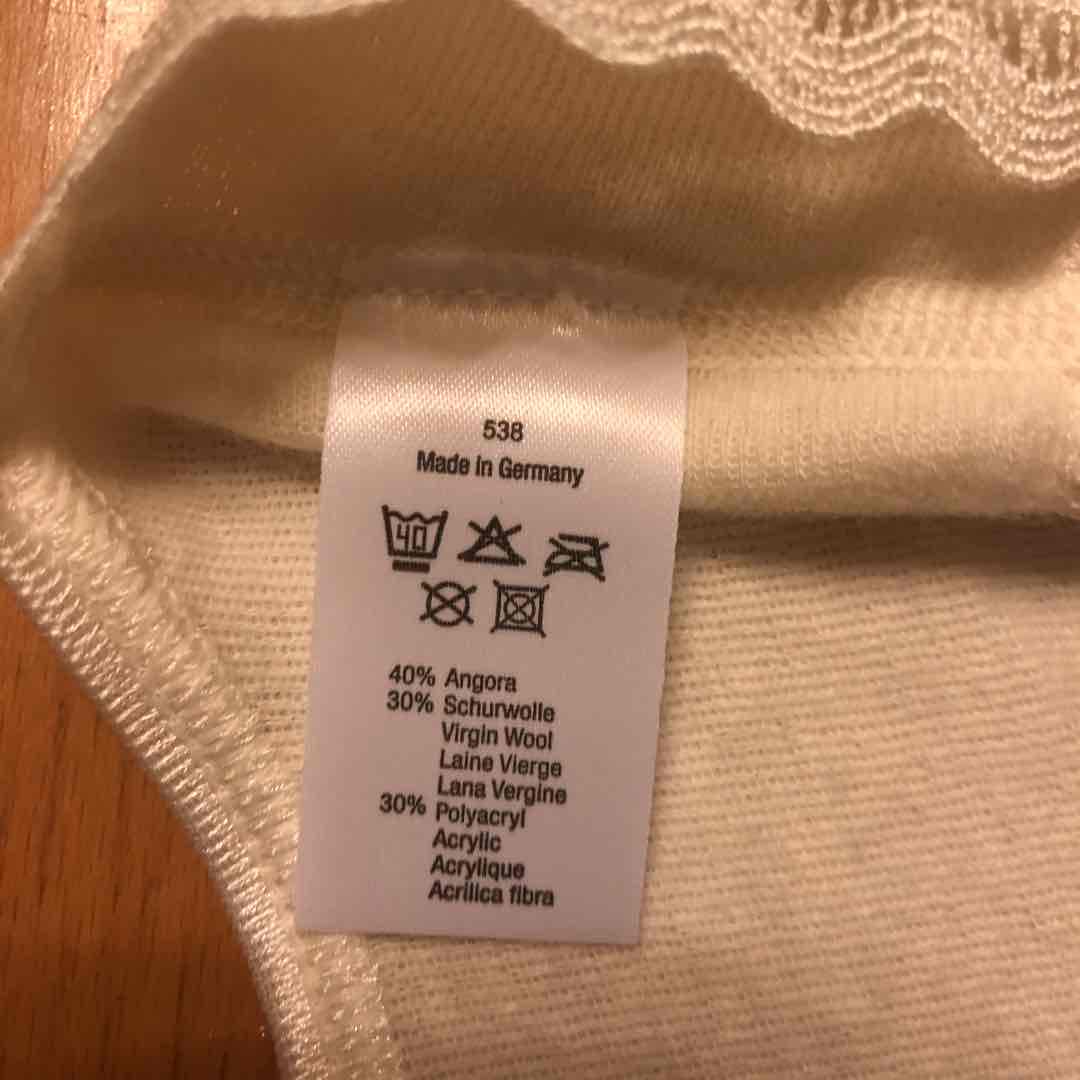 538
Made in Germany
40
40% Angora
30% Schurwolle
Virgin Wool
Laine Vierge
Lana Vergine
30% Polyacryl
Acrylic
Acrylique
Acrilica fibra